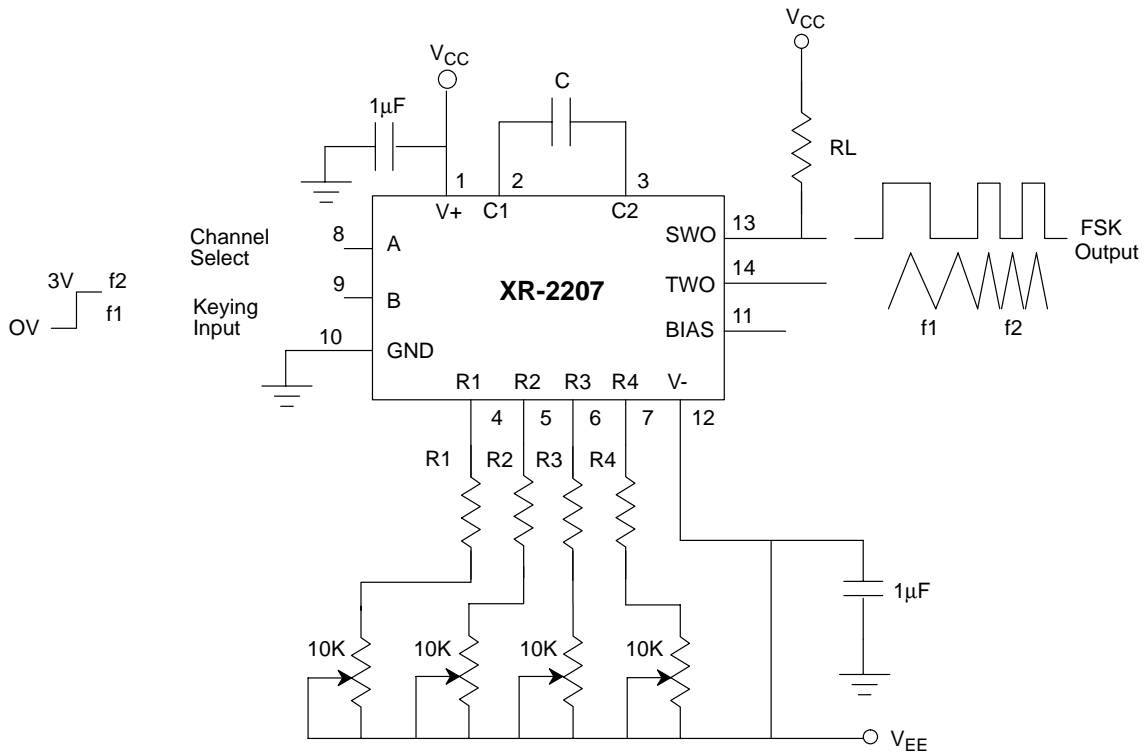 VCC
VCC
1µF
C
RL
1
2
3
V+
C1
C2
Channel
Select
8
A
SWO
13
FSK
Output
TWO
14
3V
f2
f1
OV
Keying
Input
9
B
XR-2207
BIAS
11
f1
f2
10
GND
R1
R2
R3
R4
V-
4
5
6
7
12
R1
R2
R3
R4
1µF
10K
10K
10K
10K
VEE